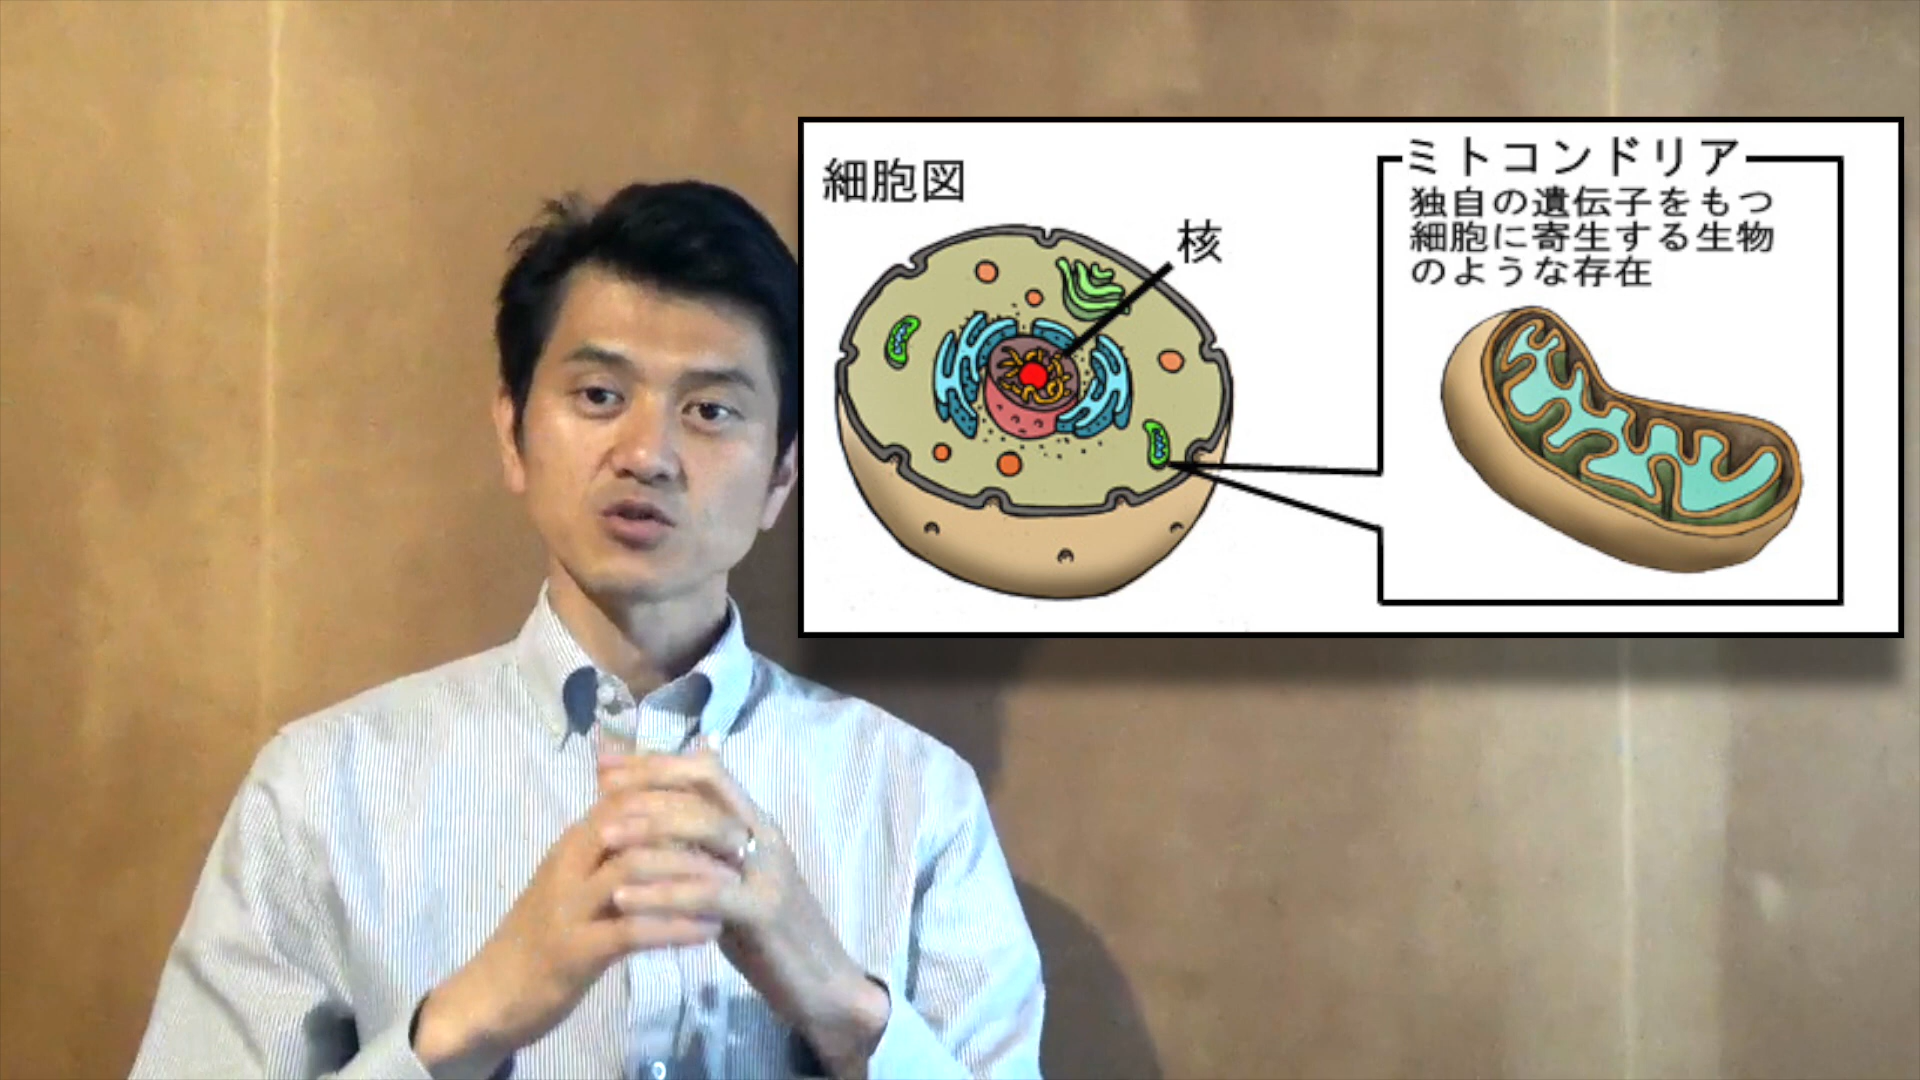 細胞図
核
ミトコンドリア
独自の遺伝子をもつ
細胞に寄生する生物
のような存在